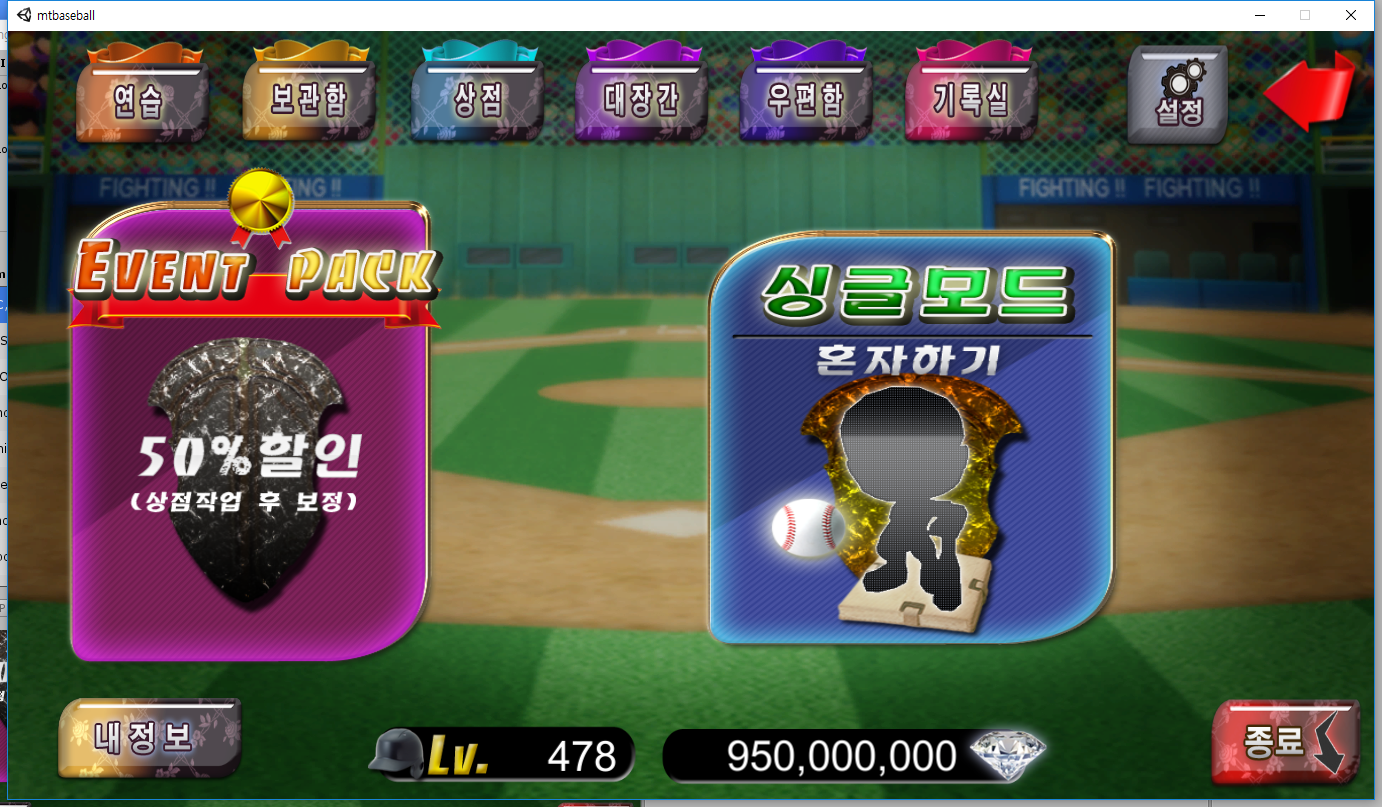 mtbaseball
연습
보관함
상점
대장간
우편함
기록실
설정
FIGHTING !!
FIGHTING !! FIGHTING !!
EVENT PACK
50%할인
(상점작업 후 보정)
싱글모드
혼자하기
내정보
Lv. 478
950,000,000
종료